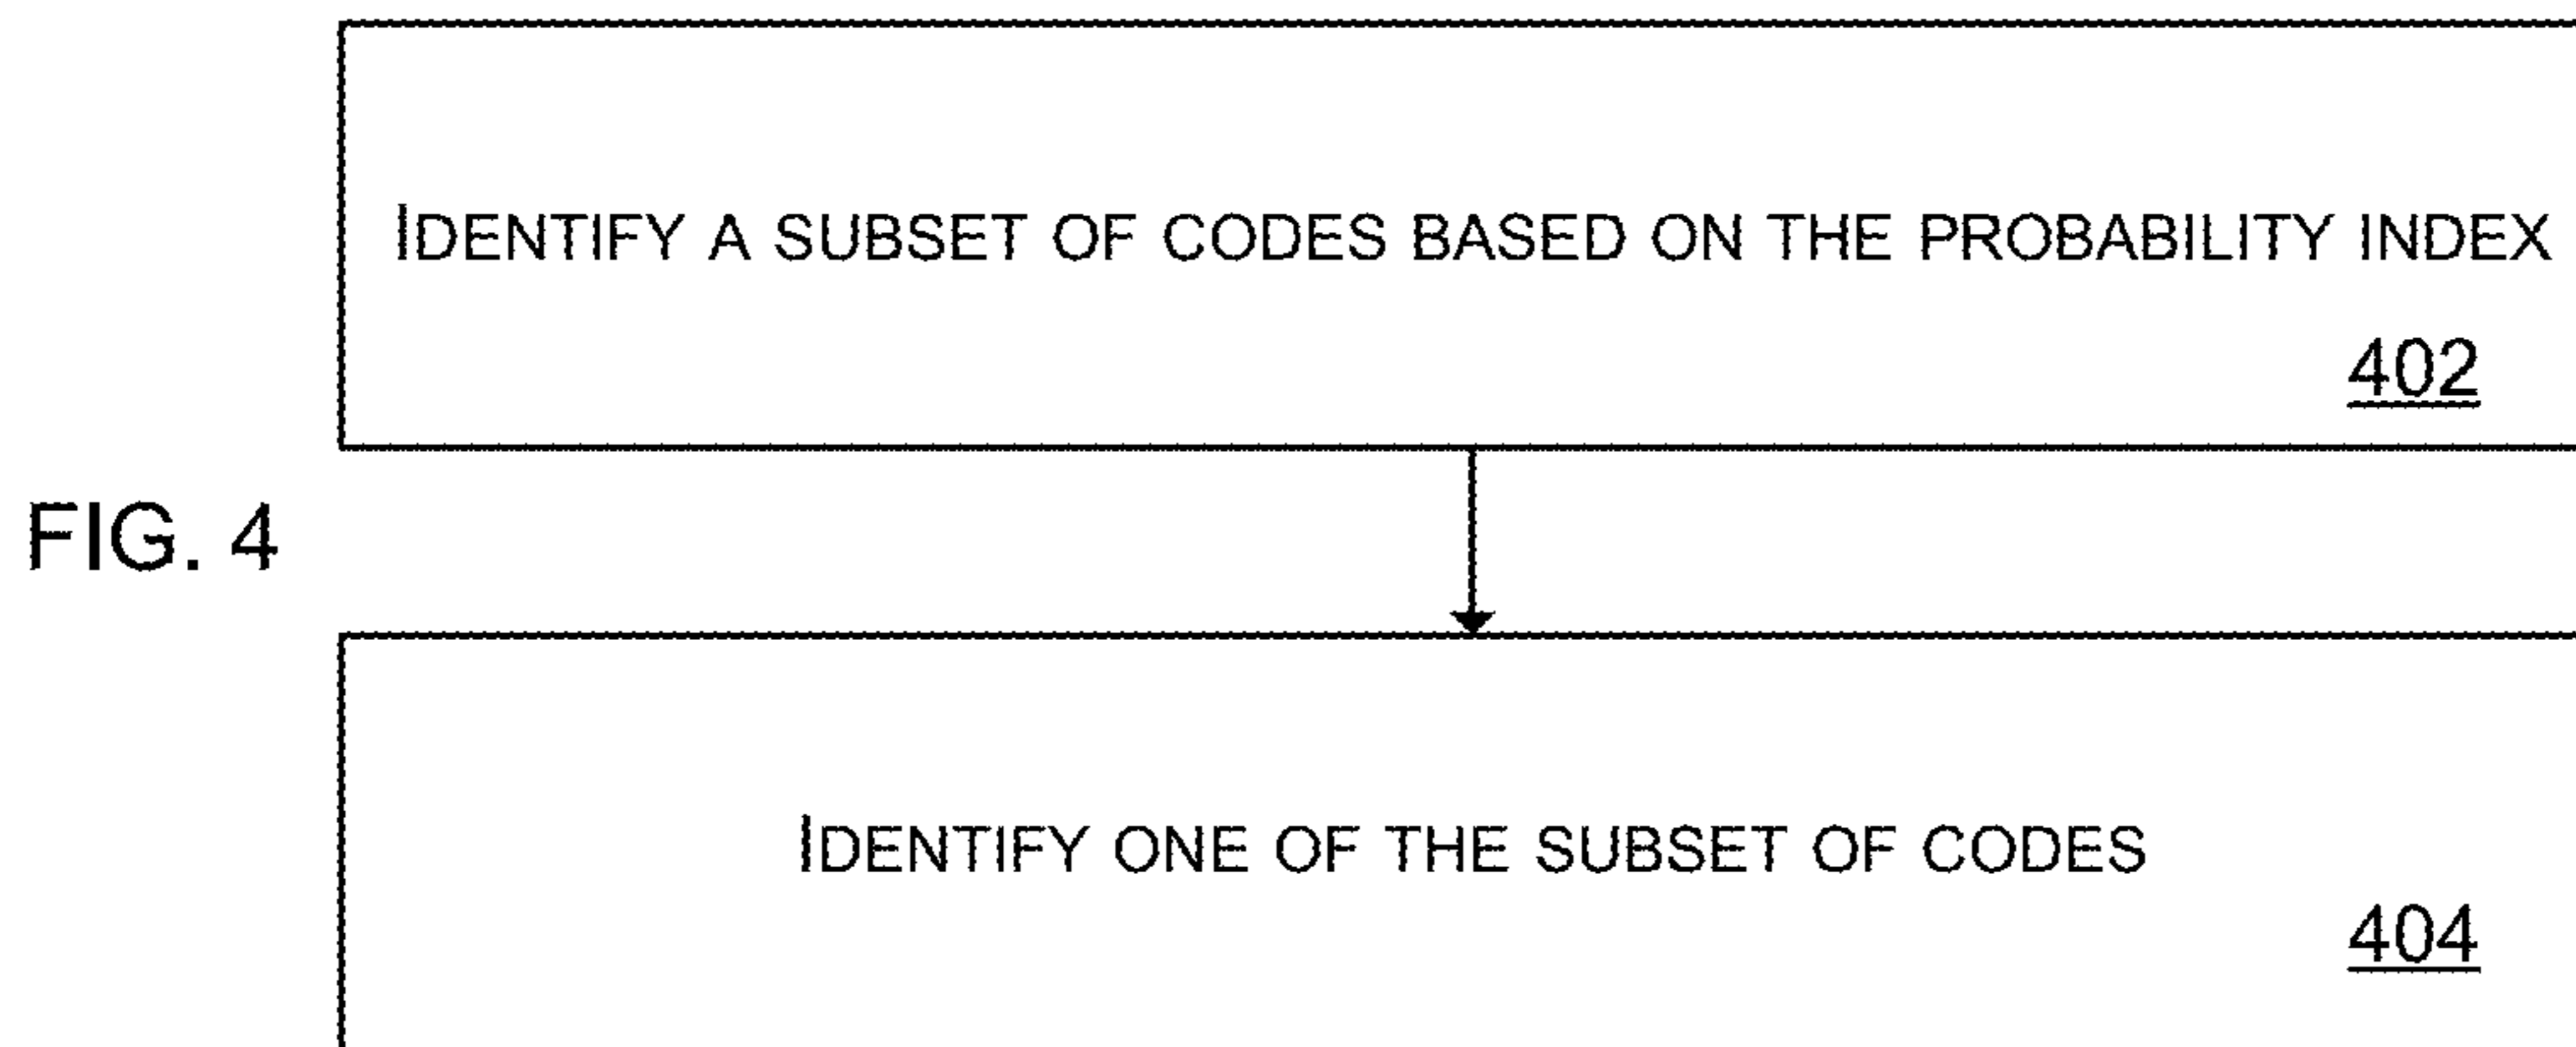 IDENTIFY A SUBSET OF CODES BASED ON THE PROBABILITY INDEX
402
FIG. 4
IDENTIFY ONE OF THE SUBSET OF CODES
404